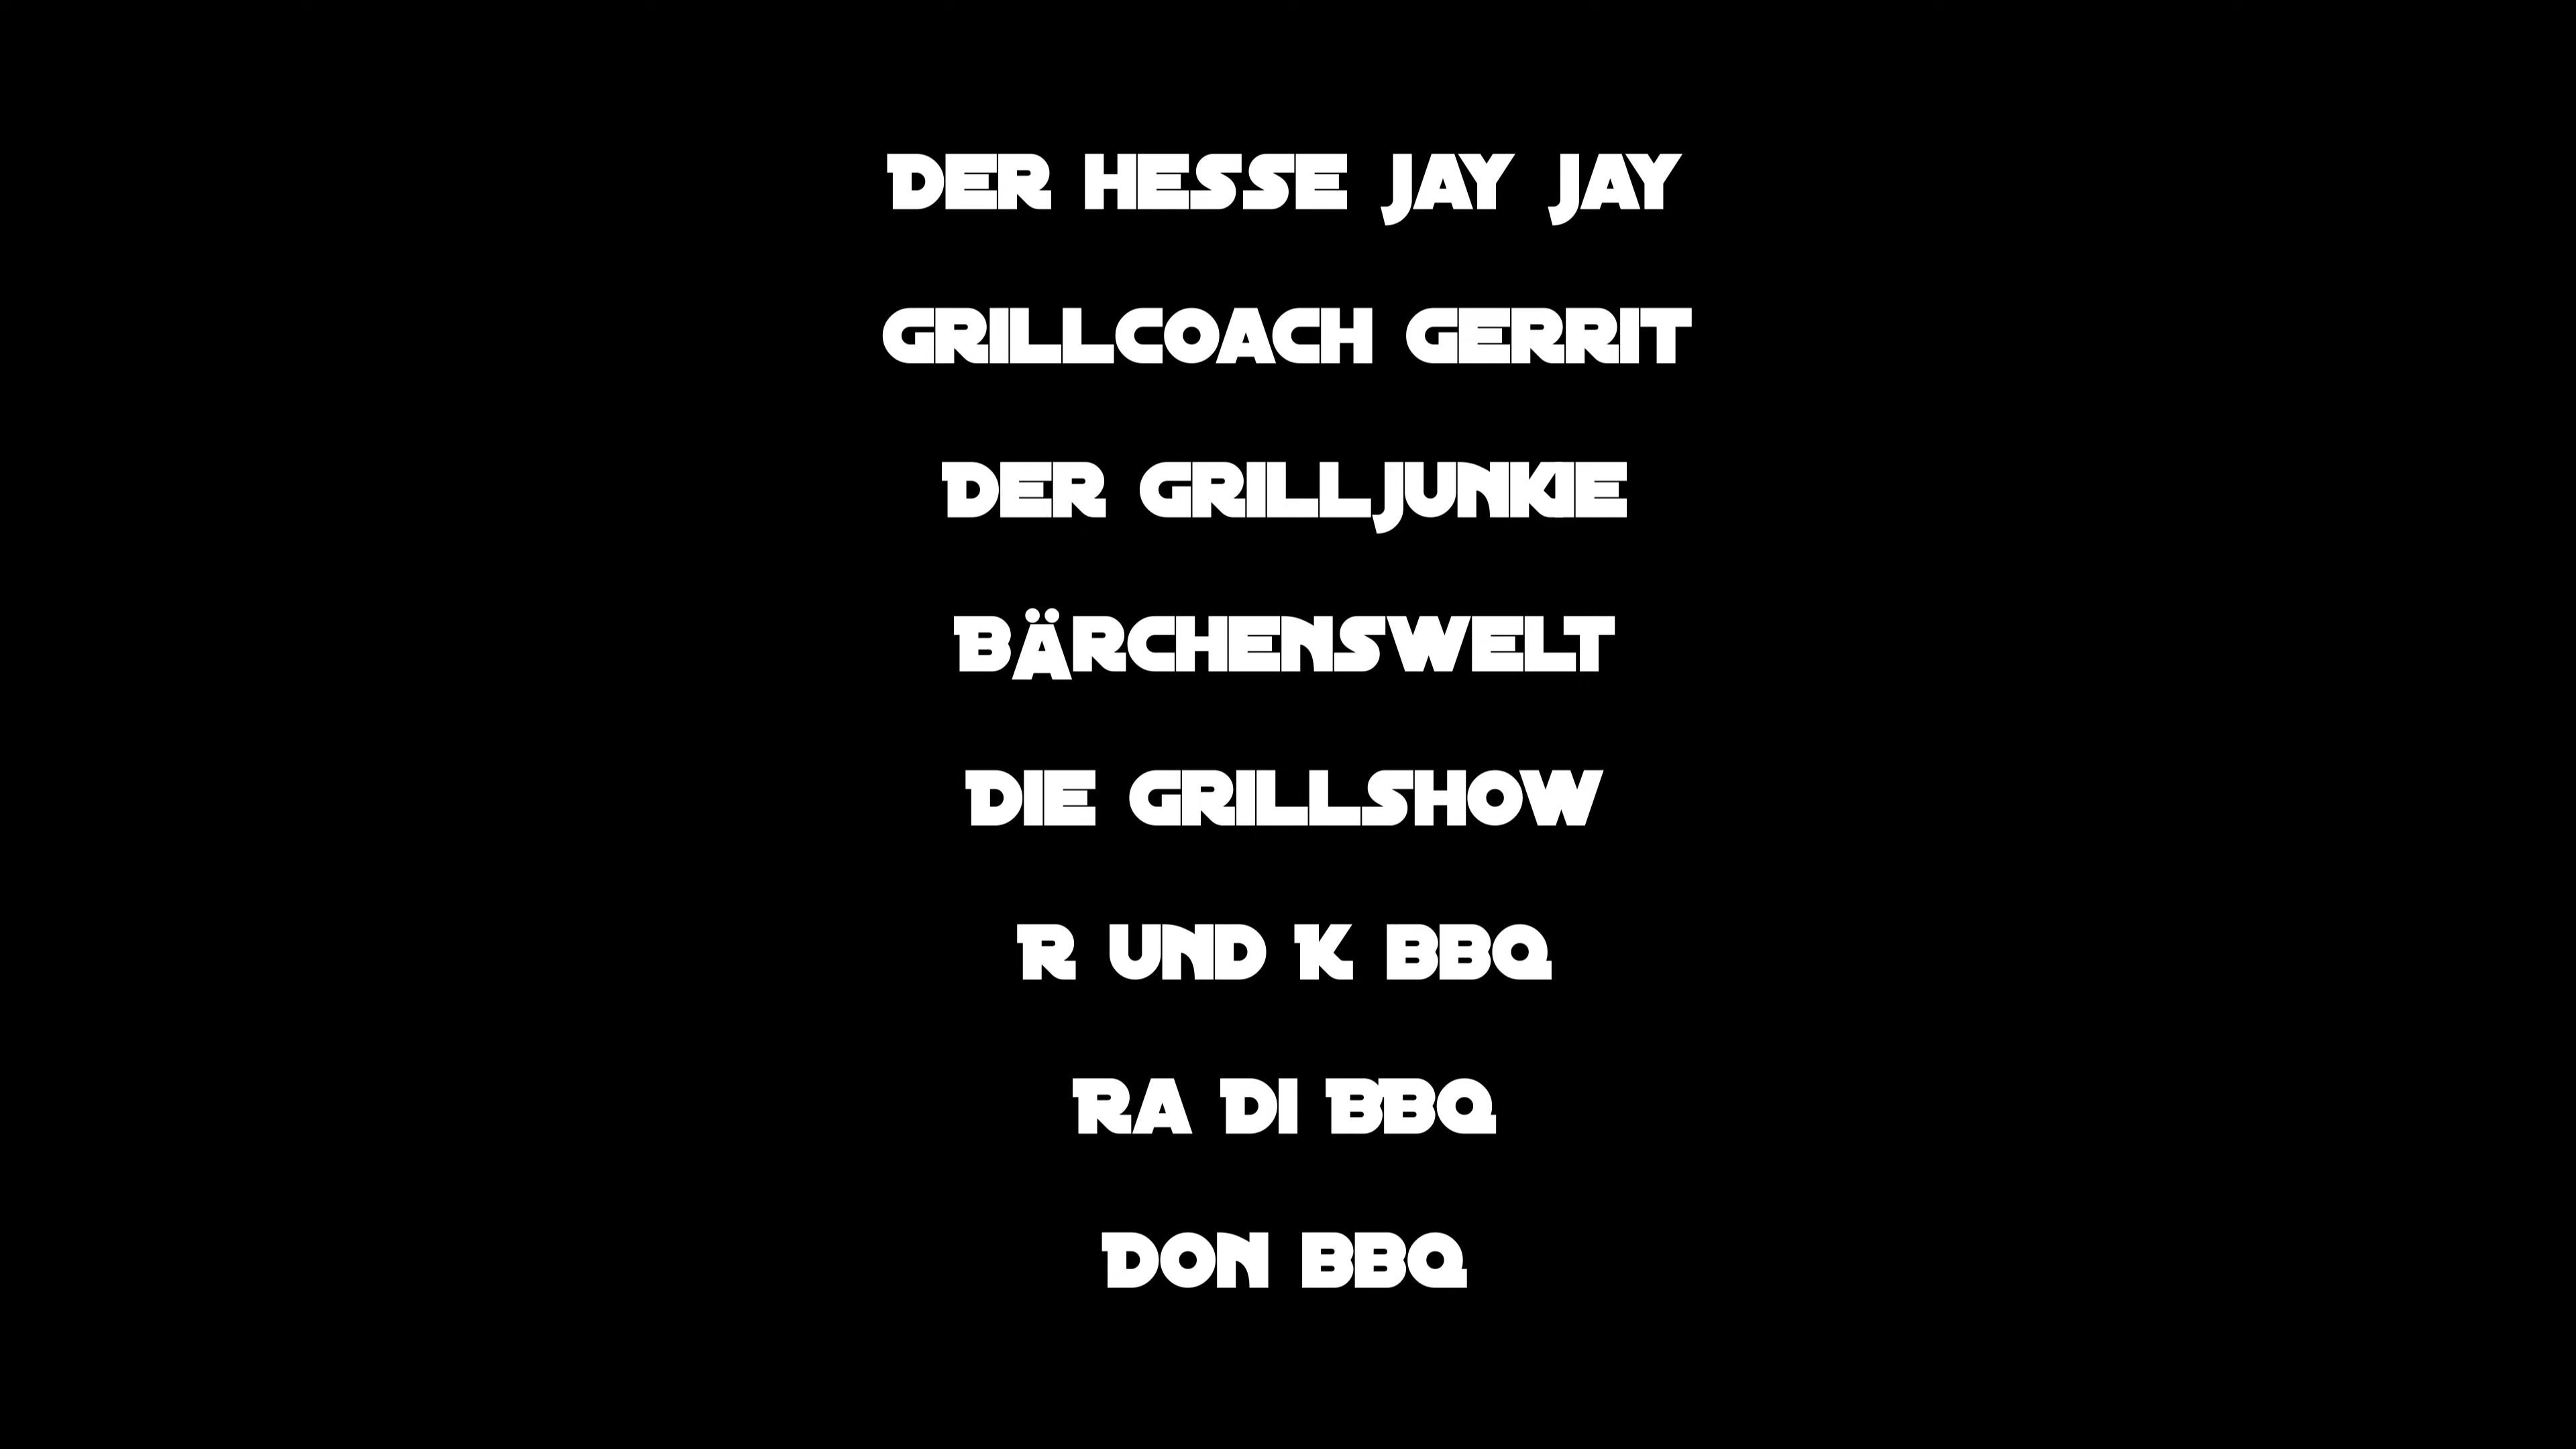 DER HESSE JAY JAY
GRILLCOACH GERRIT
DER GRILLJUNKIE
BÄRCHENSWELT
DIE GRILLSHOW
R UND K BBQ
RA DI BBQ
DON BBQ